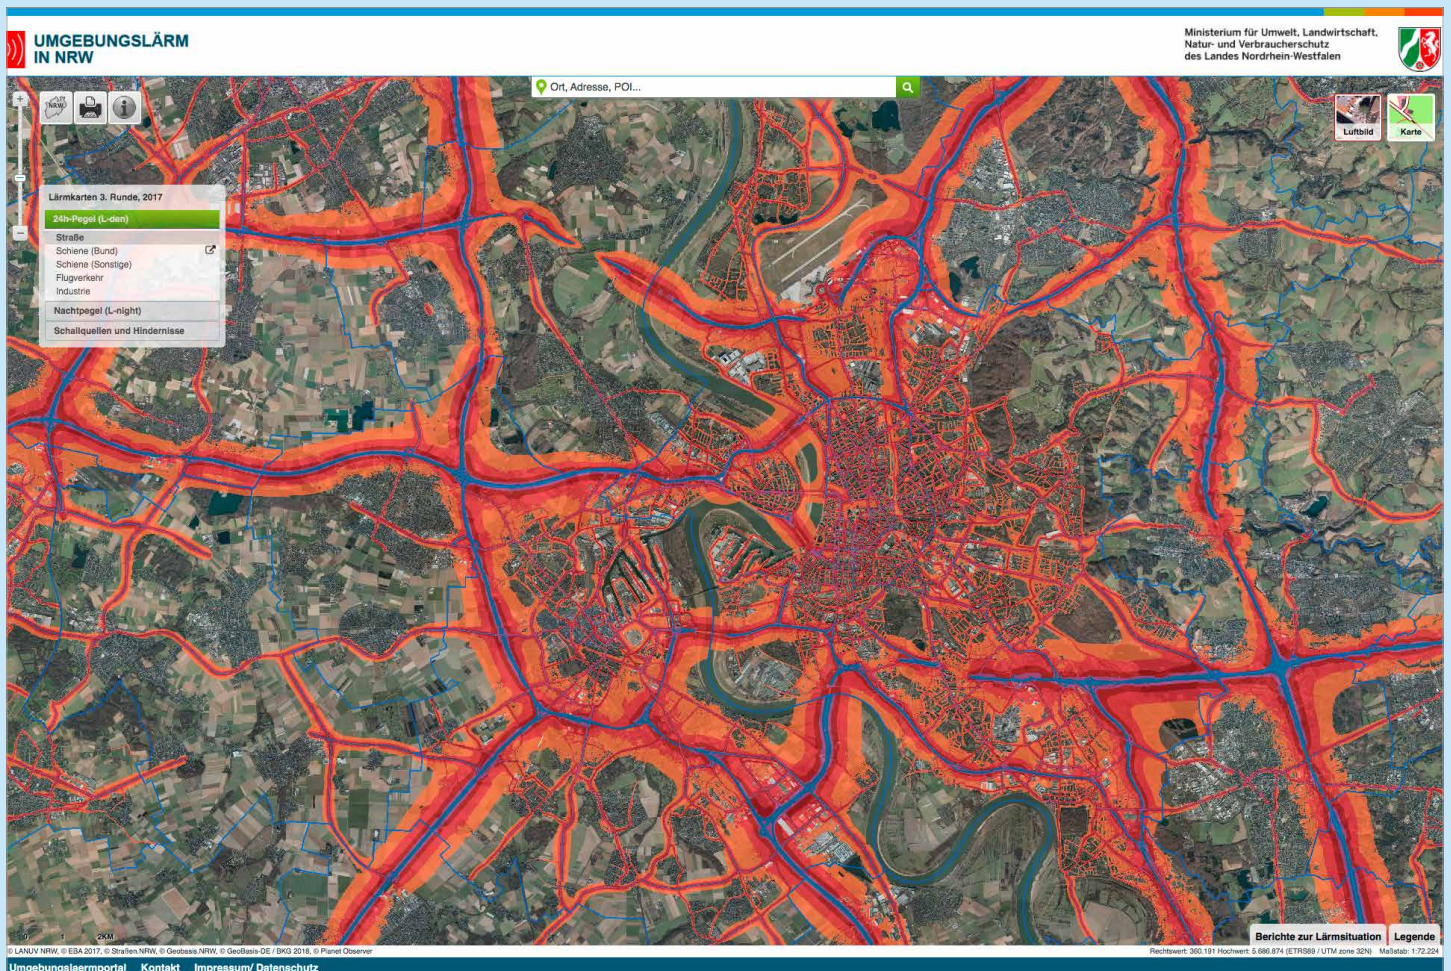 UMGEBUNGSLÄRM
IN NRW
Ministerium für Umwelt, Landwirtschaft,
Natur- und Verbraucherschutz
des Landes Nordrhein-Westfalen
Ort, Adresse, POI...
NRW
Luftbild
Karte
Lärmkarten 3. Runde, 2017
24h-Pegel (L-den)
Straße
Schiene (Bund)
Schiene (Sonstige)
Flugverkehr
Industrie
Nachtpegel (L-night)
Schallquellen und Hindernisse
0 1 2KM
Berichte zur Lärmsituation
Legende
© LANUV NRW, © EBA 2017, © Straßen.NRW, © Geobasis.NRW, © GeoBasis-DE / BKG 2018, © Planet Observer
Rechtswert: 360.191 Hochwert: 5.686.874 (ETRS89 / UTM zone 32N) Maßstab: 1:72.224
Umgebungslaermportal Kontakt Impressum/ Datenschutz